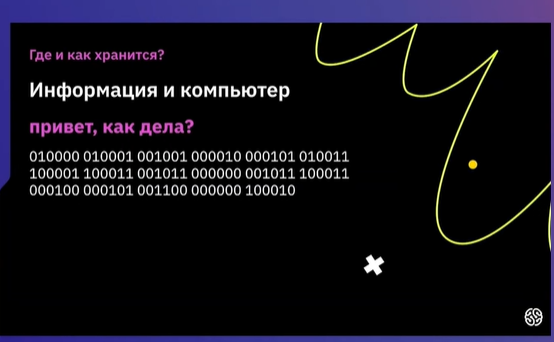 Где и как хранится?
Информация и компьютер
привет, как дела?
010000 010001 001001 000010 000101 010011
100001 100011 001011 000000 001011 100011
000100 000101 001100 000000 100010